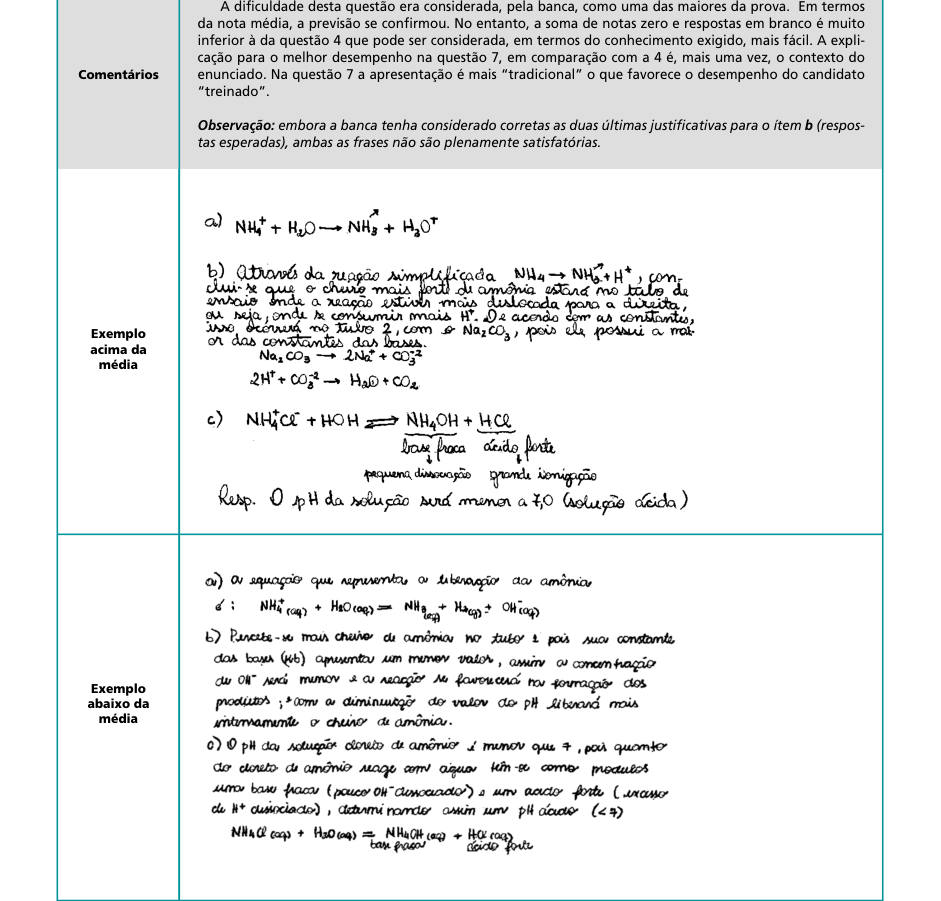 A dificuldade desta questão era considerada, pela banca, como uma das maiores da prova. Em termos
da nota média, a previsão se confirmou. No entanto, a soma de notas zero e respostas em branco é muito
inferior à da questão 4 que pode ser considerada, em termos do conhecimento exigido, mais fácil. A expli-
cação para o melhor desempenho na questão 7, em comparação com a 4 é, mais uma vez, o contexto do
enunciado. Na questão 7 a apresentação é mais “tradicional” o que favorece o desempenho do candidato
“treinado”.
Comentários
Observação: embora a banca tenha considerado corretas as duas últimas justificativas para o ítem b (respos-
tas esperadas), ambas as frases não são plenamente satisfatórias.
Exemplo
acima da
média
a) NH₄⁺ + H₂O → NH₃↗ + H₃O⁺
b) Através da reação simplificada NH₄ → NH₃↗ + H⁺, con-
clui-se que o cheiro mais forte de amônia estará no tubo de
ensaio onde a reação estiver mais deslocada para a direita,
ou seja, onde se consumir mais H⁺. De acordo com as constantes,
isso ocorrerá no tubo 2, com o Na₂CO₃, pois ele possui a mai-
or das constantes das bases.
Na₂CO₃ → 2Na⁺ + CO₃⁻²
2H⁺ + CO₃⁻² → H₂O + CO₂
c) NH₄⁺Cl⁻ + HOH ⇌ NH₄OH + HCl
base fraca ácido forte
↓ ↓
pequena dissociação grande ionização
Resp. O pH da solução será menor a 7,0 (solução ácida)
Exemplo
abaixo da
média
a) A equação que representa a liberação da amônia
é: NH₄⁺(aq) + H₂O(aq) = NH₃(g) + H₂(g) + OH⁻(aq)
b) Percebe-se mais cheiro de amônia no tubo 1 pois sua constante
das bases (Kb) apresenta um menor valor, assim a concentração
de OH⁻ será menor e a reação se favorecerá na formação dos
produtos; com a diminuição do valor do pH liberará mais
intensamente o cheiro de amônia.
c) O pH da solução cloreto de amônio é menor que 7, pois quanto
do cloreto de amônio reage com água têm-se como produtos
uma base fraca (pouco OH⁻ dissociado) e um ácido forte (excesso
de H⁺ dissociado), determinando assim um pH ácido (<7)
NH₄Cl(aq) + H₂O(aq) = NH₄OH(aq) + HCl(aq)
base fraca ácido forte